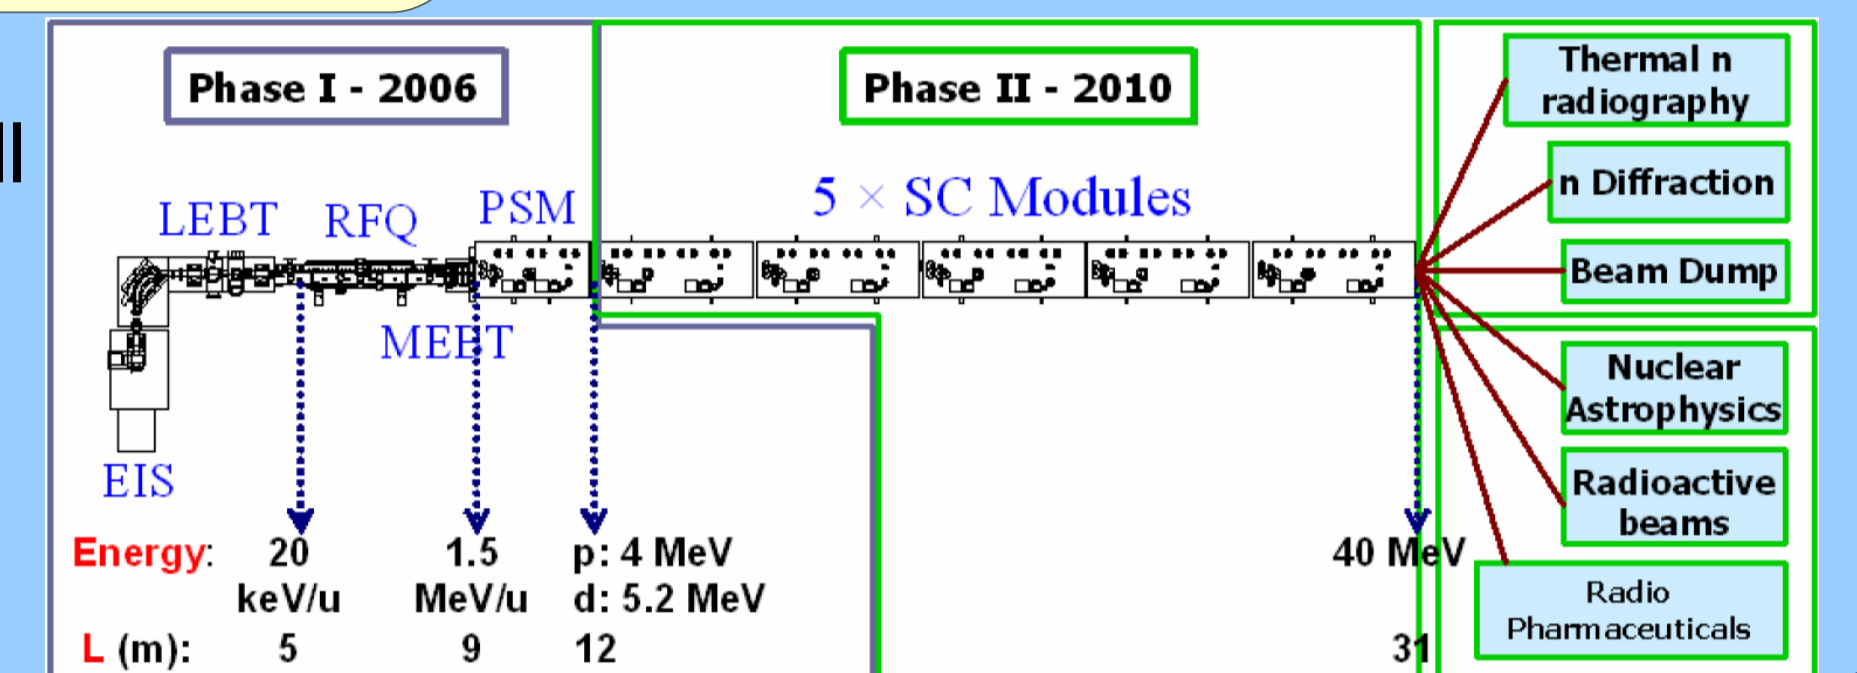 ll
Phase I - 2006
Phase II - 2010
LEBT
RFQ
PSM
5 × SC Modules
MEBT
EIS
Energy: 20 1.5 p: 4 MeV 40 MeV
keV/u MeV/u d: 5.2 MeV
L (m): 5 9 12 31
Thermal n
radiography
n Diffraction
Beam Dump
Nuclear
Astrophysics
Radioactive
beams
Radio
Pharmaceuticals